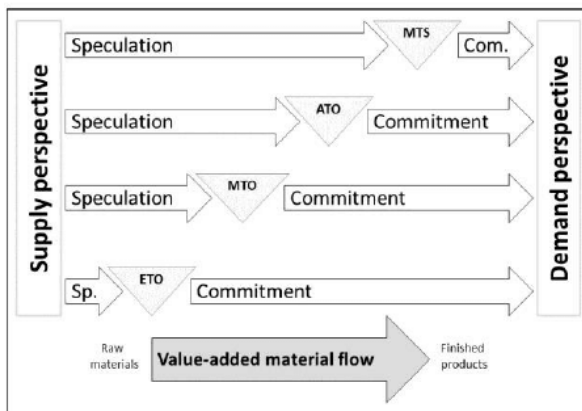 Supply perspective
Speculation
MTS
Com.
Speculation
ATO
Commitment
Speculation
MTO
Commitment
Sp.
ETO
Commitment
Demand perspective
Raw
materials
Value-added material flow
Finished
products